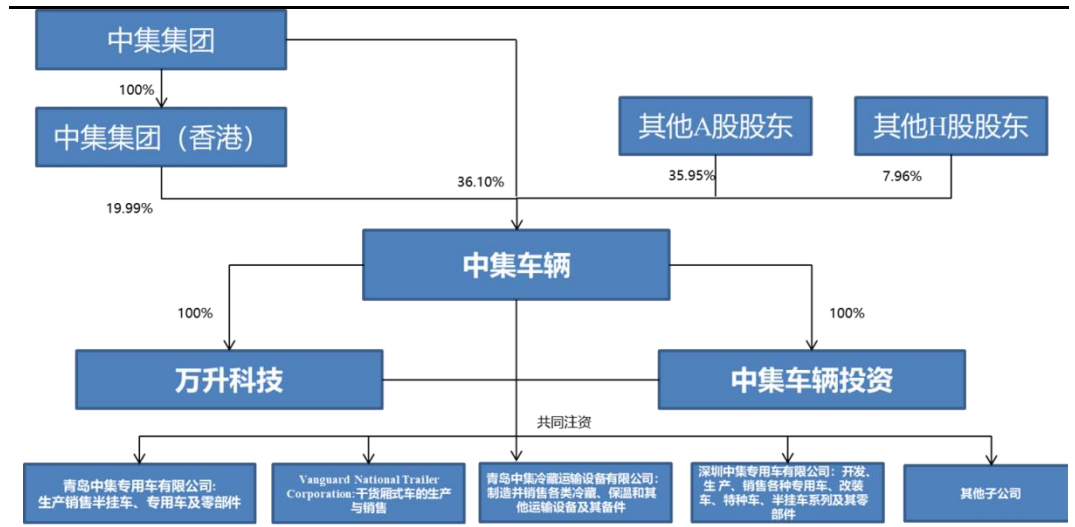 中集集团
100%
中集集团（香港）
其他A股股东
其他H股股东
36.10%
35.95%
7.96%
19.99%
中集车辆
100%
100%
万升科技
中集车辆投资
共同注资
青岛中集专用车有限公司:
生产销售半挂车、专用车及零部件
Vanguard National Trailer
Corporation:干货厢式车的生产
与销售
青岛中集冷藏运输设备有限公司：
制造并销售各类冷藏、保温和其
他运输设备及其备件
深圳中集专用车有限公司：开发、
生 产、销售各种专用车、改装
车、特种车、半挂车系列及其零
部件
其他子公司